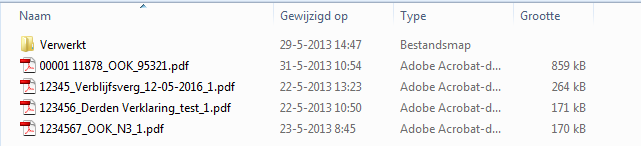 Naam Gewijzigd op Type Grootte
Verwerkt 29-5-2013 14:47 Bestandsmap
00001 11878_OOK_95321.pdf 31-5-2013 10:54 Adobe Acrobat-d... 859 kB
12345_Verblijfsverg_12-05-2016_1.pdf 22-5-2013 13:23 Adobe Acrobat-d... 264 kB
123456_Derden Verklaring_test_1.pdf 22-5-2013 10:50 Adobe Acrobat-d... 171 kB
1234567_OOK_N3_1.pdf 23-5-2013 8:45 Adobe Acrobat-d... 170 kB